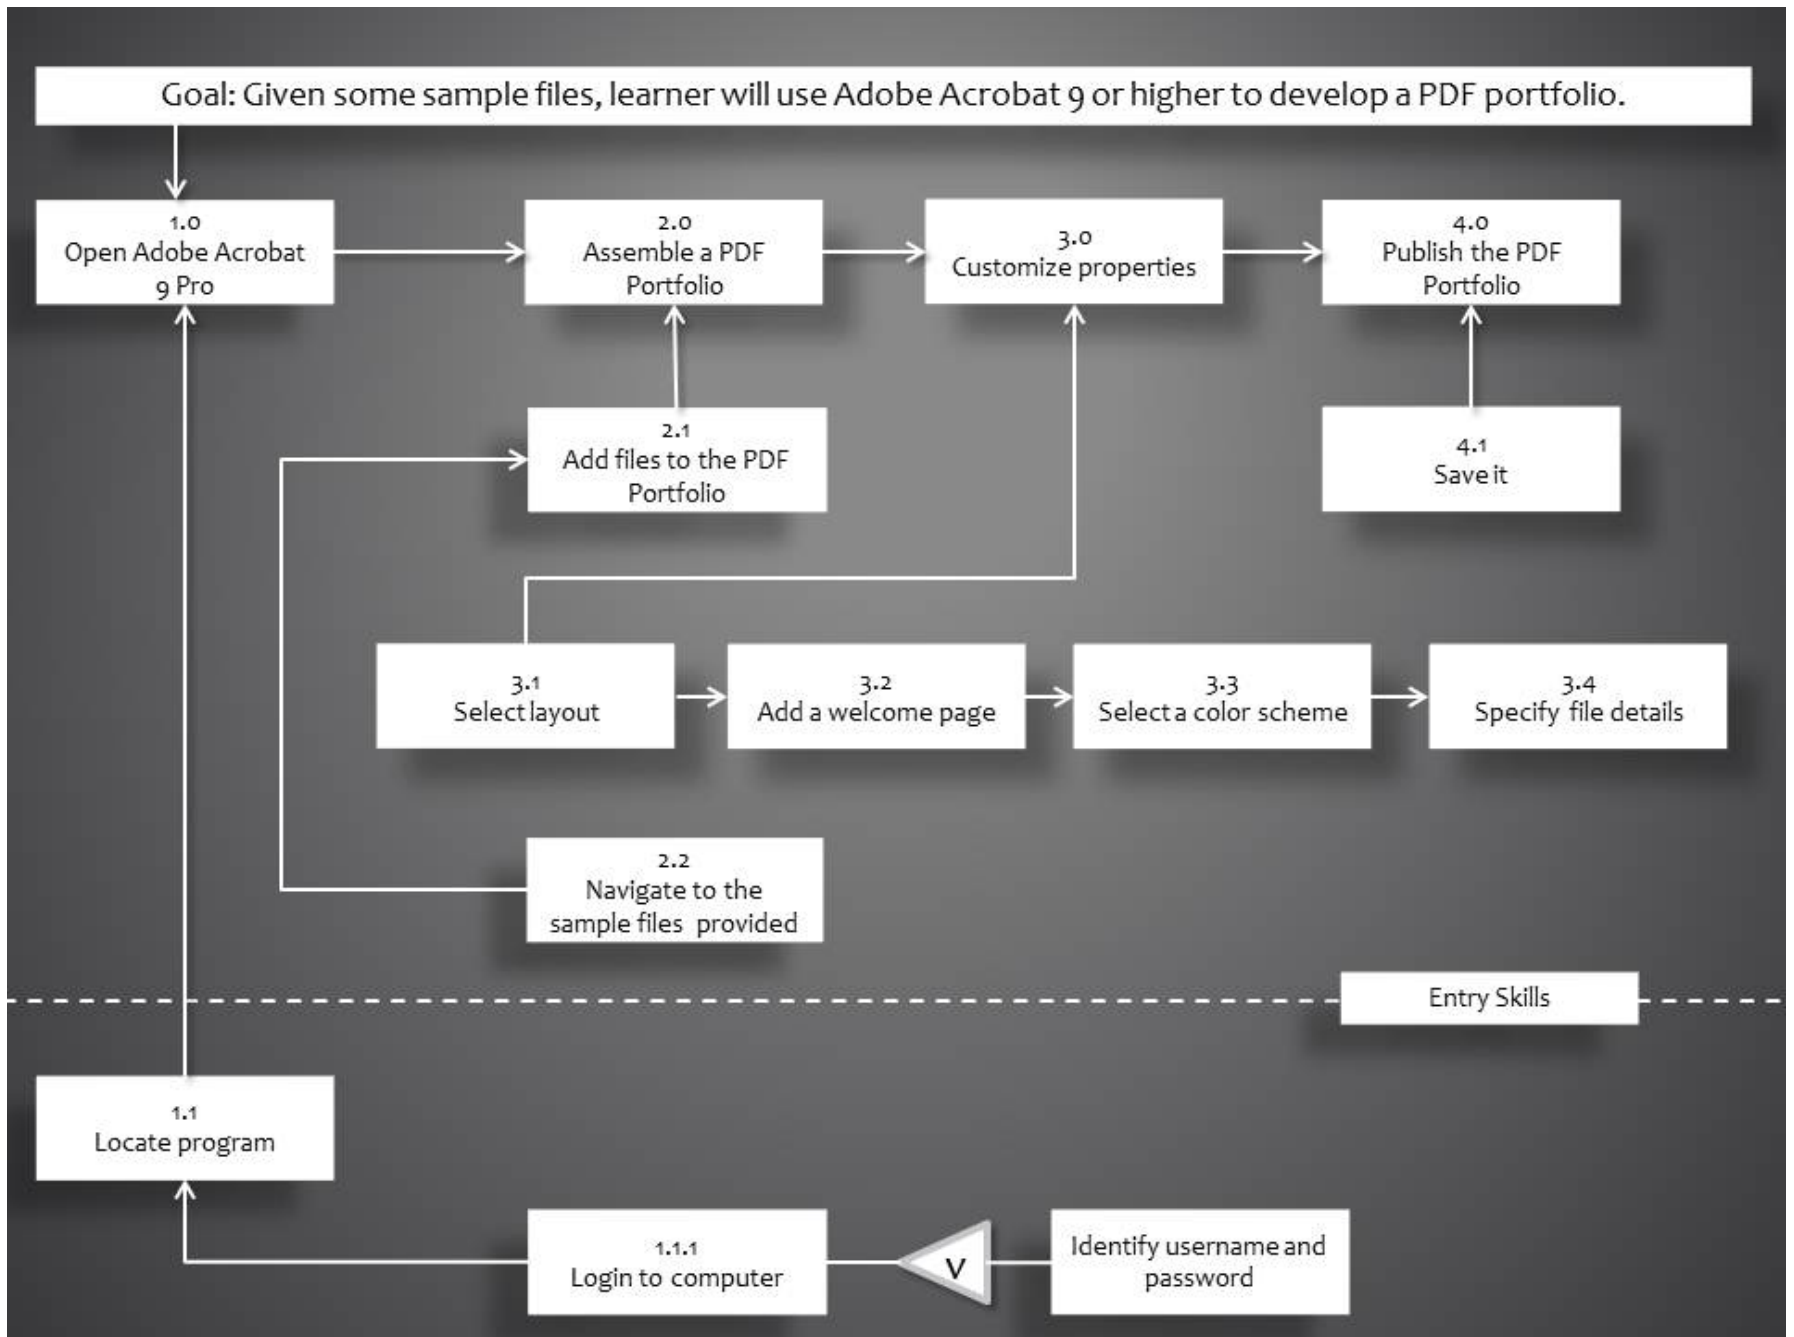 Goal: Given some sample files, learner will use Adobe Acrobat 9 or higher to develop a PDF portfolio.
1.0
Open Adobe Acrobat
9 Pro
2.0
Assemble a PDF
Portfolio
3.0
Customize properties
4.0
Publish the PDF
Portfolio
2.1
Add files to the PDF
Portfolio
4.1
Save it
3.1
Select layout
3.2
Add a welcome page
3.3
Select a color scheme
3.4
Specify file details
2.2
Navigate to the
sample files provided
Entry Skills
1.1
Locate program
1.1.1
Login to computer
V
Identify username and
password